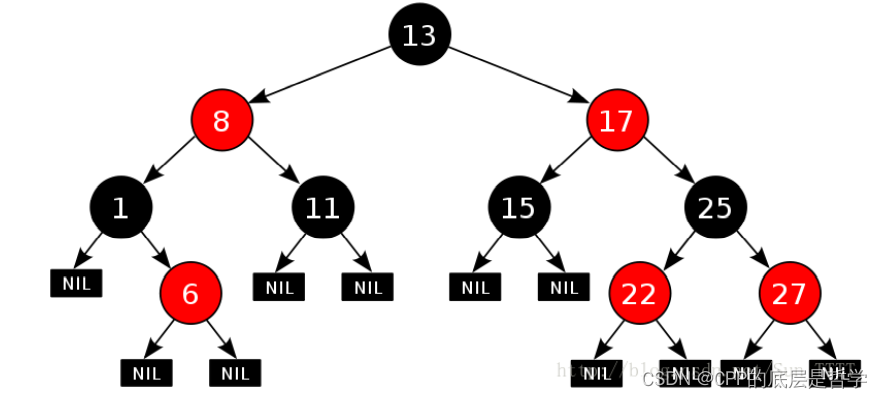 13
8 17
1 11 15 25
NIL 6 NIL NIL NIL NIL 22 27
NIL NIL NIL NIL NIL NIL
CSDN @CPP的底层是哲学